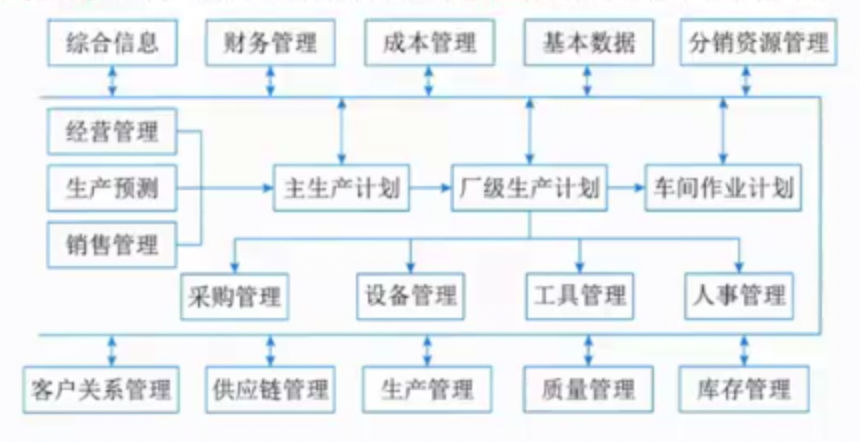 综合信息
财务管理
成本管理
基本数据
分销资源管理
经营管理
生产预测
销售管理
主生产计划
厂级生产计划
车间作业计划
采购管理
设备管理
工具管理
人事管理
客户关系管理
供应链管理
生产管理
质量管理
库存管理